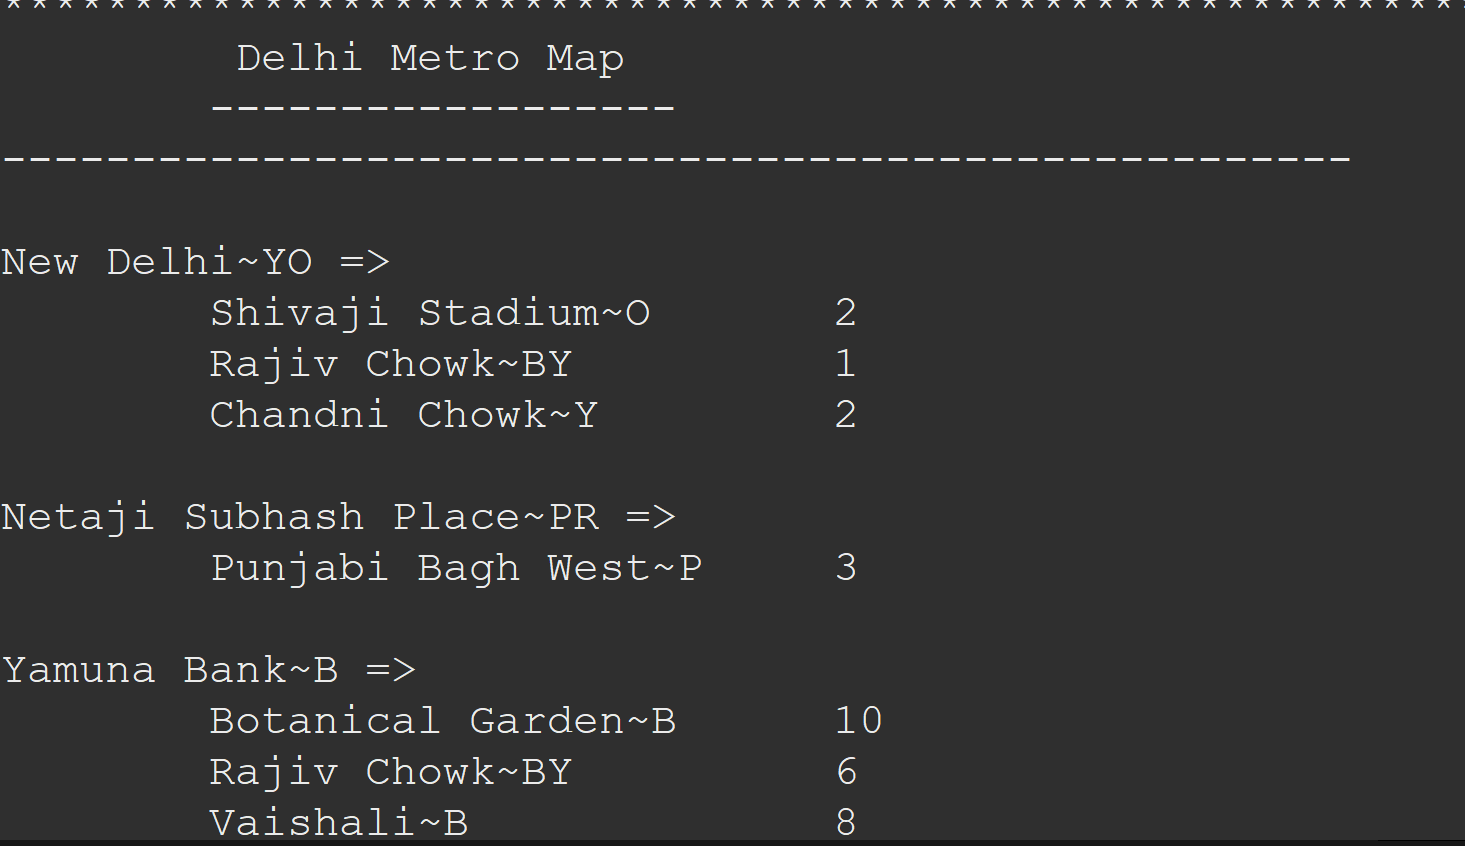 *********************************************************
Delhi Metro Map
------------------
----------------------------------------------------
New Delhi~YO =>
Shivaji Stadium~O 2
Rajiv Chowk~BY 1
Chandni Chowk~Y 2
Netaji Subhash Place~PR =>
Punjabi Bagh West~P 3
Yamuna Bank~B =>
Botanical Garden~B 10
Rajiv Chowk~BY 6
Vaishali~B 8